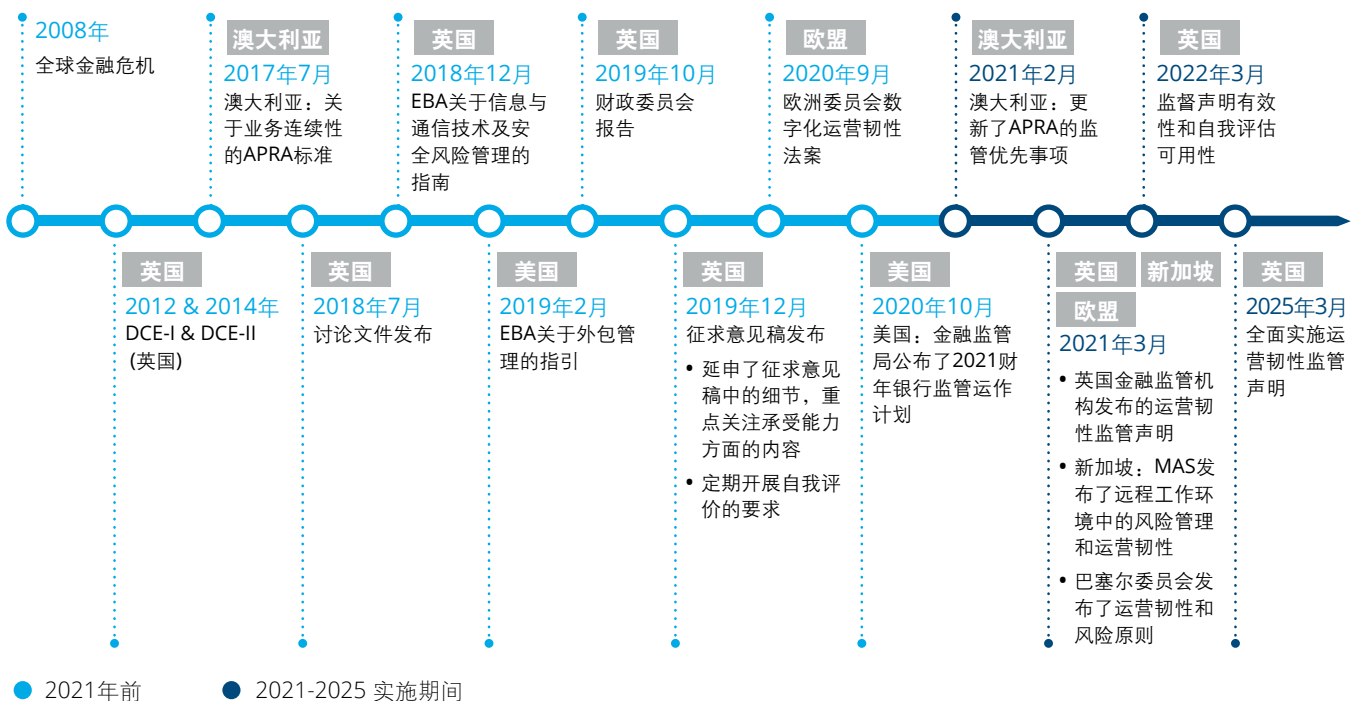 2008年
全球金融危机
澳大利亚
2017年7月
澳大利亚：关
于业务连续性
的APRA标准
英国
2018年12月
EBA关于信息与
通信技术及安
全风险管理的
指南
英国
2019年10月
财政委员会
报告
欧盟
2020年9月
欧洲委员会数
字化运营韧性
法案
澳大利亚
2021年2月
澳大利亚：更
新了APRA的监
管优先事项
英国
2022年3月
监督声明有效
性和自我评估
可用性
英国
2012 & 2014年
DCE-I & DCE-II
(英国)
英国
2018年7月
讨论文件发布
美国
2019年2月
EBA关于外包管
理的指引
英国
2019年12月
征求意见稿发布
• 延申了征求意见
稿中的细节，重
点关注承受能力
方面的内容
• 定期开展自我评
价的要求
美国
2020年10月
美国：金融监管
局公布了2021财
年银行监管运作
计划
英国 新加坡
欧盟
2021年3月
• 英国金融监管机
构发布的运营韧
性监管声明
• 新加坡：MAS发
布了远程工作环
境中的风险管理
和运营韧性
• 巴塞尔委员会发
布了运营韧性和
风险原则
英国
2025年3月
全面实施运
营韧性监管
声明
2021年前
2021-2025 实施期间